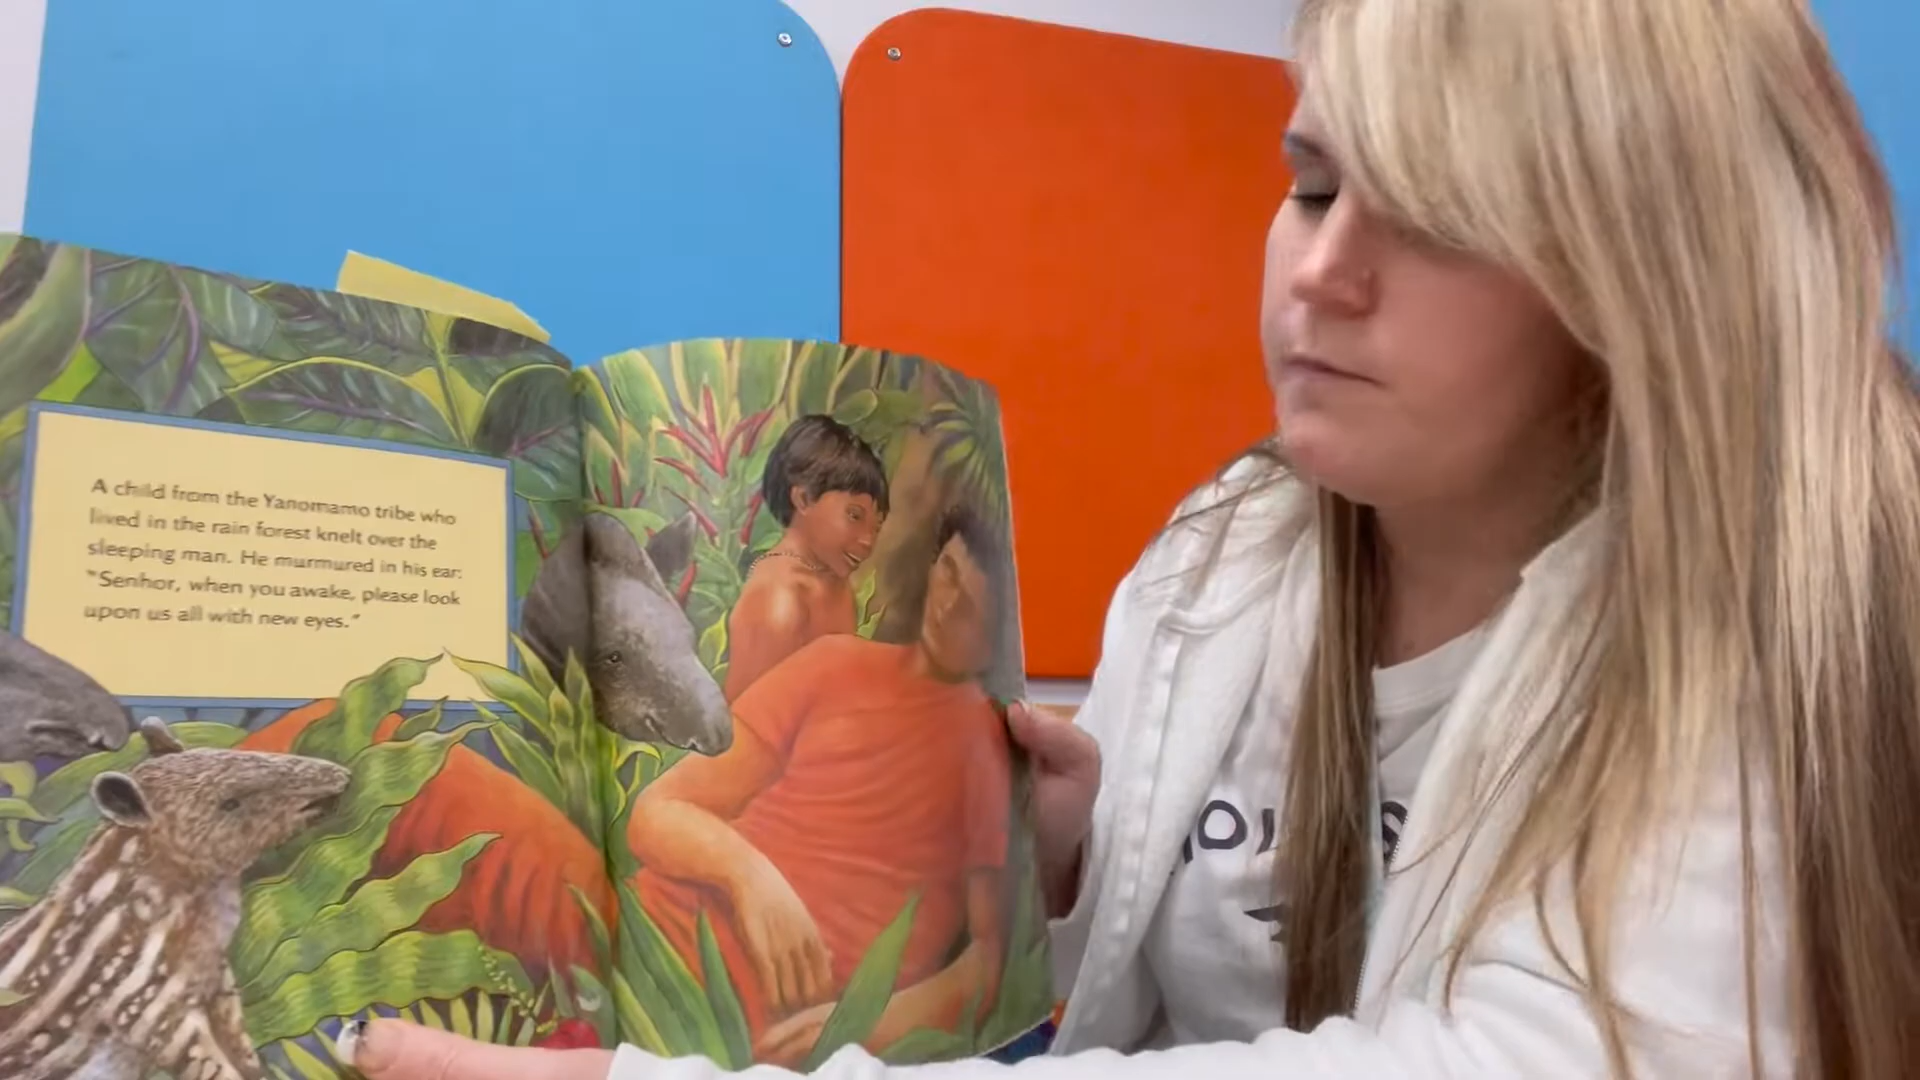 A child from the Yanomamo tribe who
lived in the rain forest knelt over the
sleeping man. He murmured in his ear:
"Senhor, when you awake, please look
upon us all with new eyes."